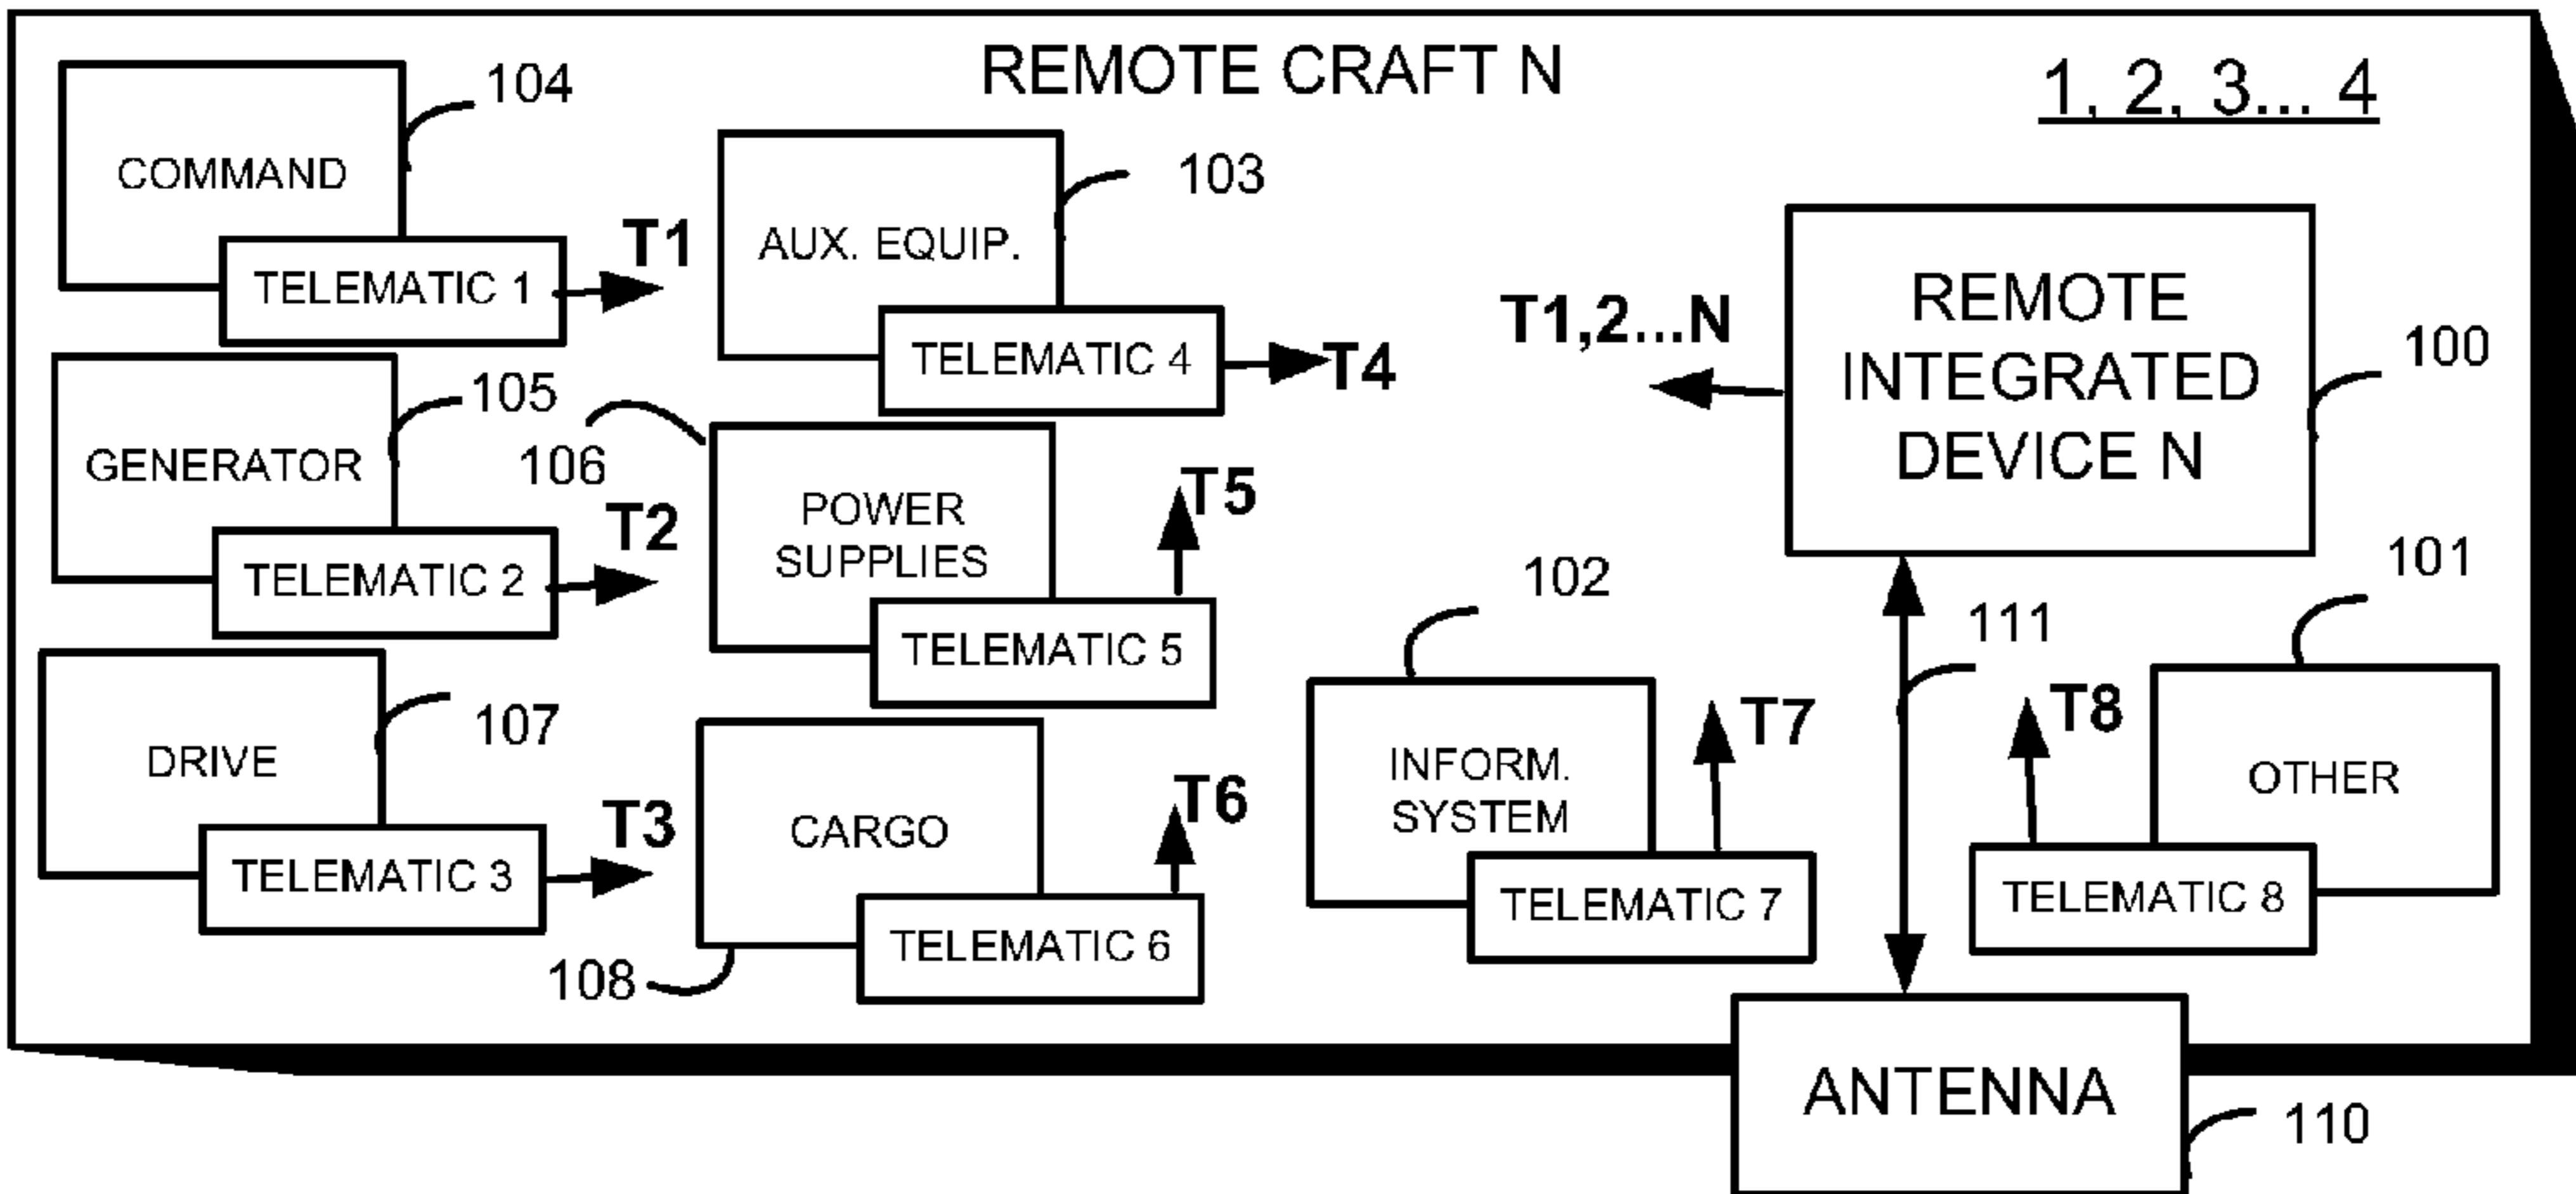 REMOTE CRAFT N
1, 2, 3... 4
104
COMMAND
TELEMATIC 1
T1
103
AUX. EQUIP.
TELEMATIC 4
T4
T1,2...N
REMOTE
INTEGRATED
DEVICE N
100
105
GENERATOR
TELEMATIC 2
T2
106
POWER
SUPPLIES
TELEMATIC 5
T5
107
DRIVE
TELEMATIC 3
T3
108
CARGO
TELEMATIC 6
T6
102
INFORM.
SYSTEM
TELEMATIC 7
T7
111
101
T8
OTHER
TELEMATIC 8
ANTENNA
110